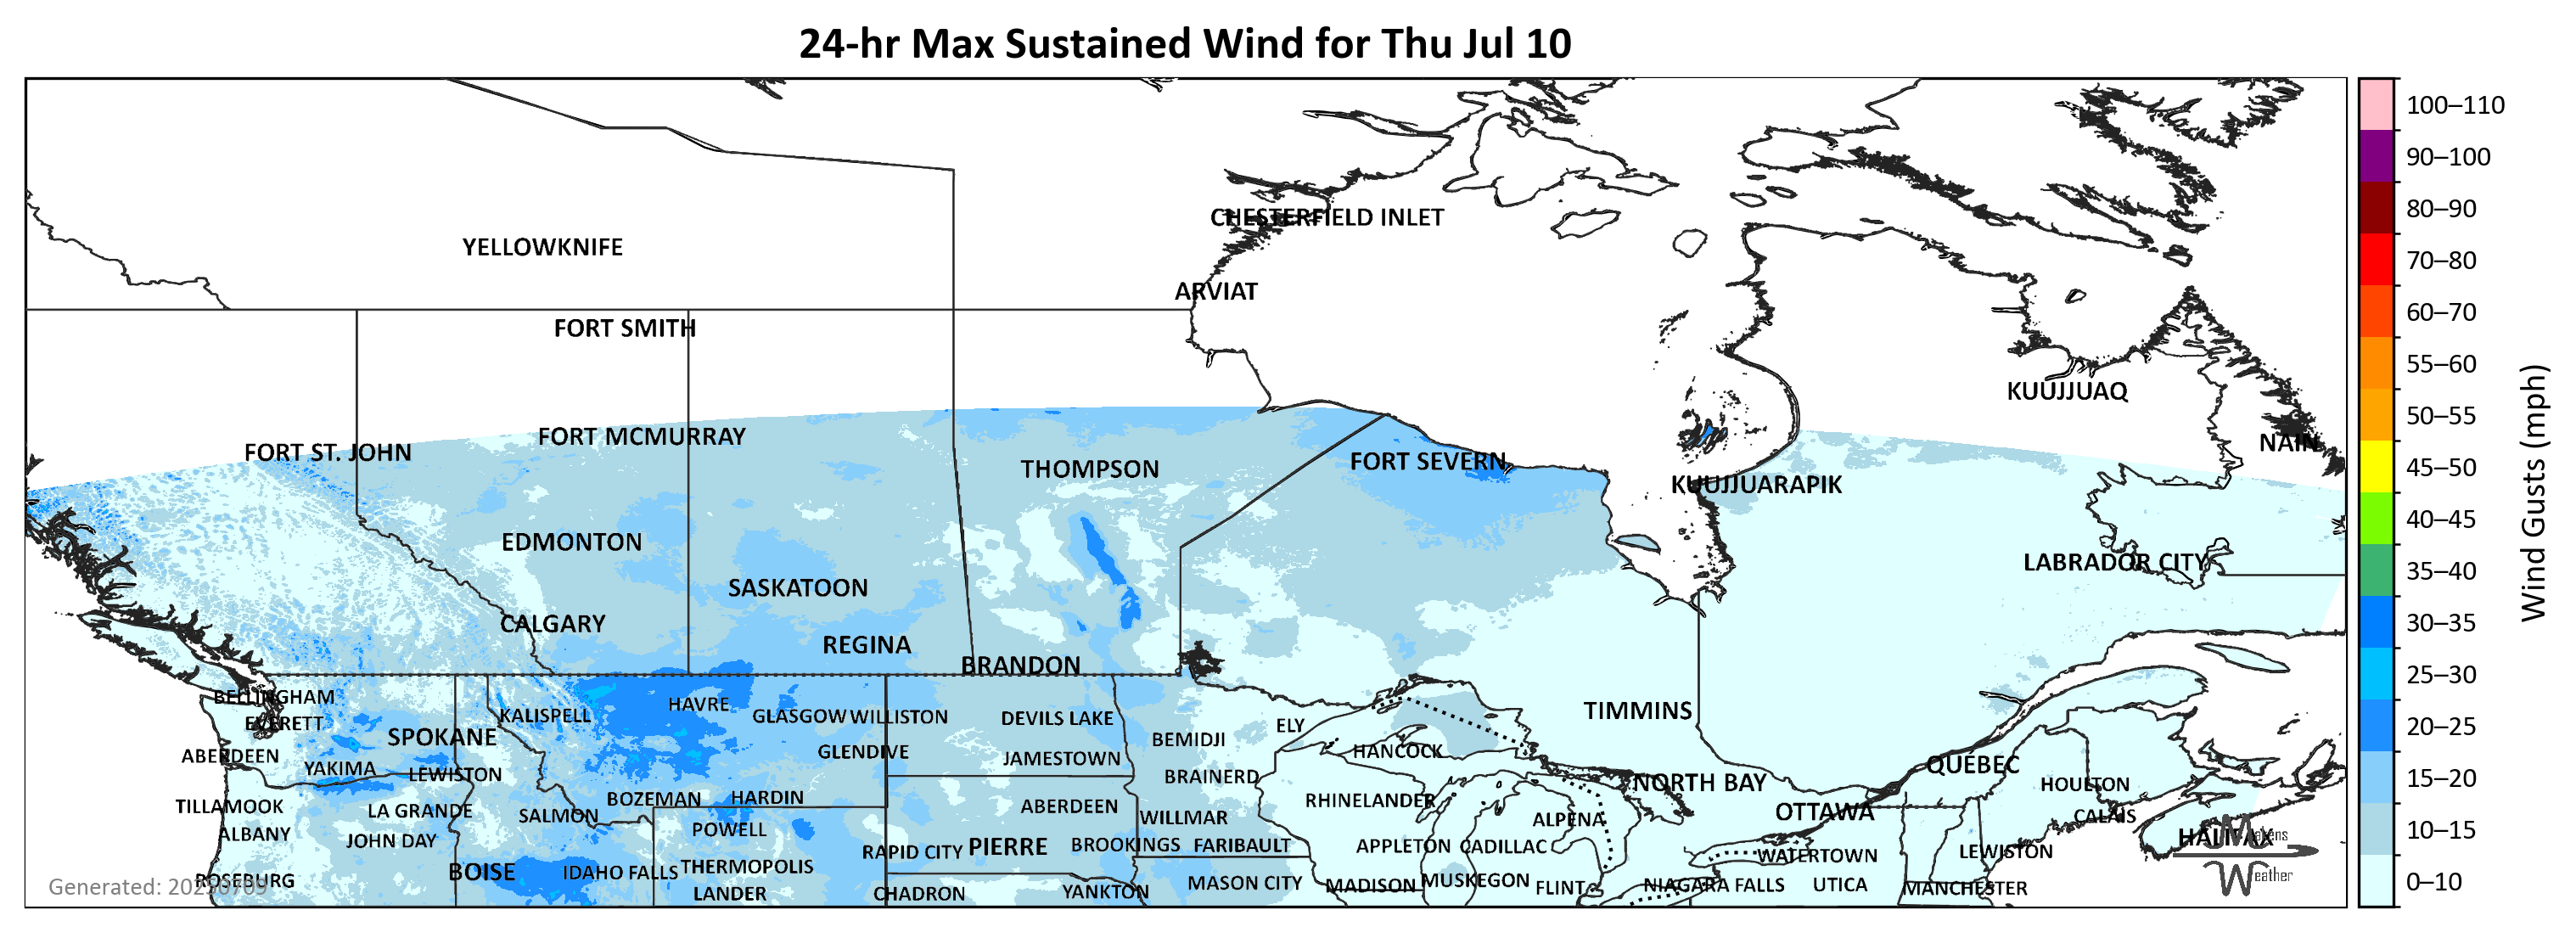 24-hr Max Sustained Wind for Thu Jul 10
100–110
90–100
80–90
70–80
60–70
55–60
50–55
45–50
40–45
35–40
30–35
25–30
20–25
15–20
10–15
0–10
Wind Gusts (mph)
CHESTERFIELD INLET
YELLOWKNIFE
ARVIAT
FORT SMITH
KUUJJUAQ
FORT MCMURRAY
NAIN
FORT ST. JOHN
FORT SEVERN
THOMPSON
KUUJJUARAPIK
EDMONTON
LABRADOR CITY
SASKATOON
CALGARY
REGINA
BRANDON
BELLINGHAM
HAVRE
TIMMINS
KALISPELL
GLASGOW
WILLISTON
DEVILS LAKE
EVERETT
ELY
SPOKANE
BEMIDJI
HANCOCK
GLENDIVE
ABERDEEN
JAMESTOWN
QUÉBEC
YAKIMA
LEWISTON
BRAINERD
NORTH BAY
HOULTON
BOZEMAN
HARDIN
RHINELANDER
TILLAMOOK
ABERDEEN
LA GRANDE
OTTAWA
SALMON
CALAIS
WILLMAR
ALPENA
POWELL
ALBANY
HALIFAX
Makens
JOHN DAY
PIERRE
BROOKINGS
FARIBAULT
APPLETON
CADILLAC
RAPID CITY
LEWISTON
WATERTOWN
THERMOPOLIS
BOISE
IDAHO FALLS
Weather
ROSEBURG
MUSKEGON
MASON CITY
MADISON
NIAGARA FALLS
UTICA
Generated: 20250709
FLINT
MANCHESTER
YANKTON
LANDER
CHADRON